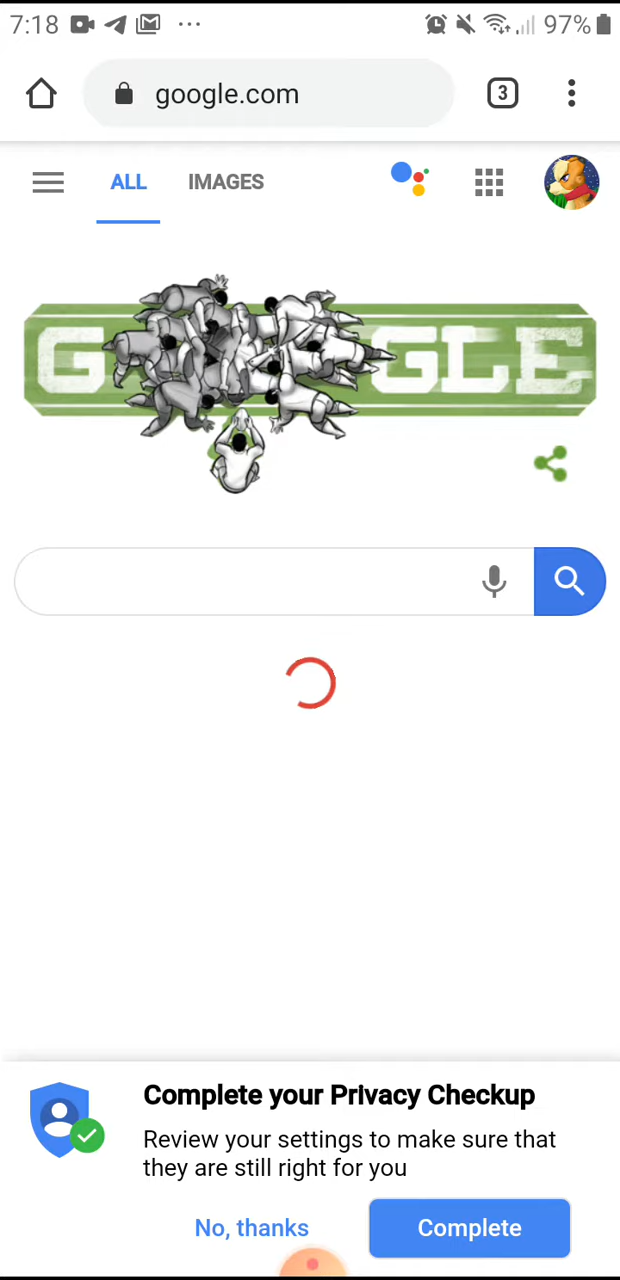 7:18 97%
google.com 3
ALL IMAGES
G GLE
Complete your Privacy Checkup
Review your settings to make sure that
they are still right for you
No, thanks Complete